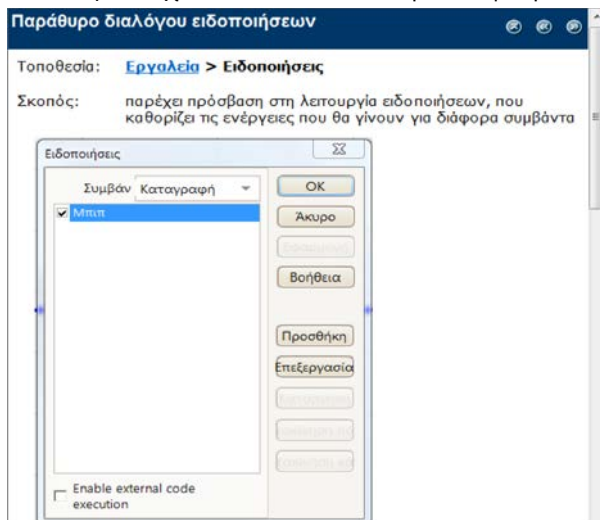 Παράθυρο διαλόγου ειδοποιήσεων
Τοποθεσία: Εργαλεία > Ειδοποιήσεις
Σκοπός: παρέχει πρόσβαση στη λειτουργία ειδοποιήσεων, που
καθορίζει τις ενέργειες που θα γίνουν για διάφορα συμβάντα
Ειδοποιήσεις
Συμβάν Καταγραφή
Μπιπ
OK
Άκυρο
Εφαρμογή
Βοήθεια
Προσθήκη
Επεξεργασία
Enable external code
execution